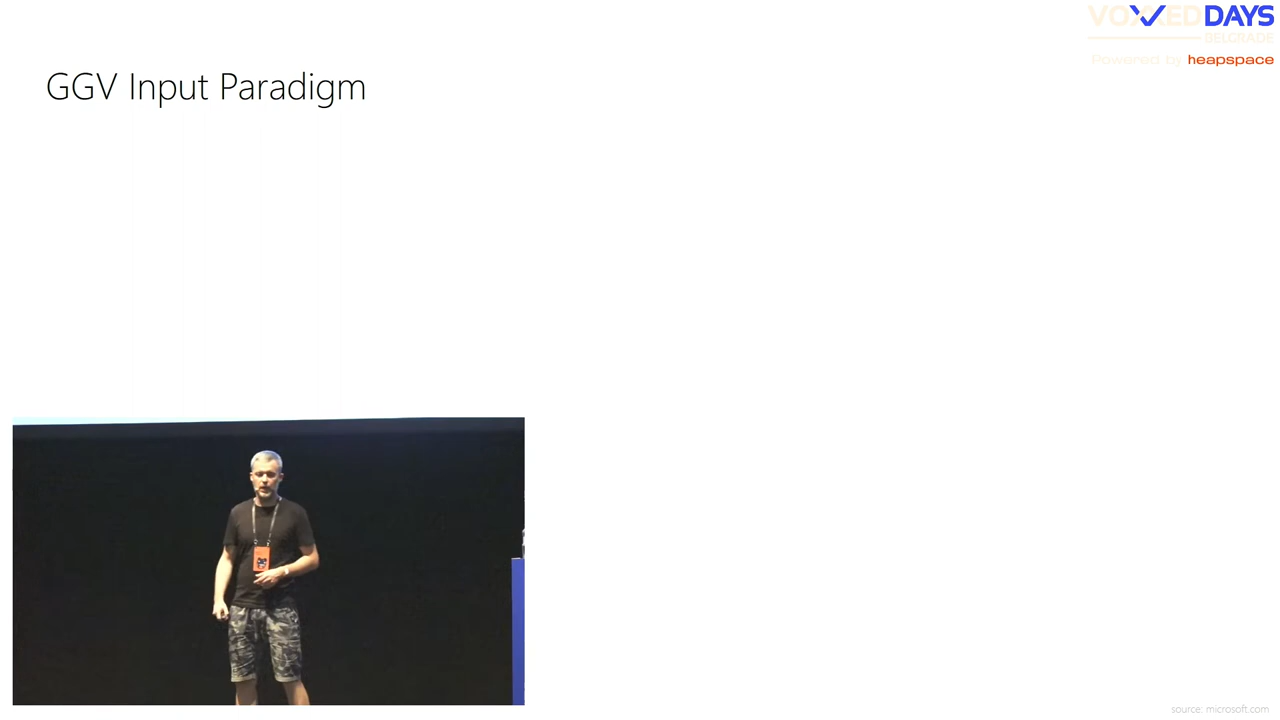 VOXXED DAYS
BELGRADE
Powered by heapspace
GGV Input Paradigm
source: microsoft.com